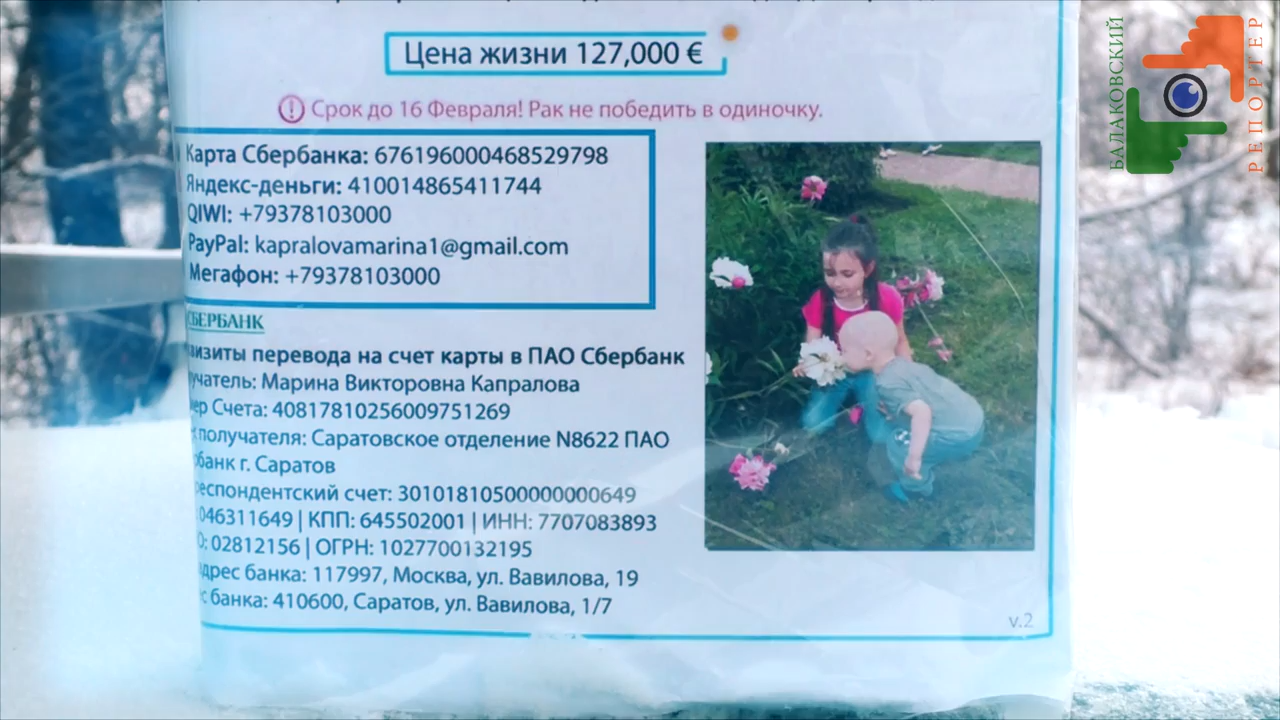 Цена жизни 127,000 €
Срок до 16 Февраля! Рак не победить в одиночку.
Карта Сбербанка: 676196000468529798
Яндекс-деньги: 410014865411744
QIWI: +79378103000
PayPal: kapralovamarina1@gmail.com
Мегафон: +79378103000
СБЕРБАНК
визиты перевода на счет карты в ПАО Сбербанк
учатель: Марина Викторовна Капралова
ер Счета: 40817810256009751269
к получателя: Саратовское отделение N8622 ПАО
рбанк г. Саратов
респондентский счет: 30101810500000000649
046311649 | КПП: 645502001 | ИНН: 7707083893
О: 02812156 | ОГРН: 1027700132195
адрес банка: 117997, Москва, ул. Вавилова, 19
с банка: 410600, Саратов, ул. Вавилова, 1/7
v.2
БАЛАКОВСКИЙ
РЕПОРТЕР